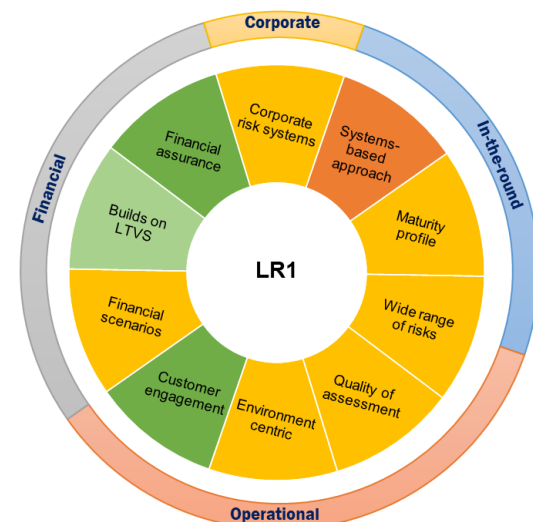 Corporate
In-the-round
Operational
Financial
Corporate
risk systems
Systems-
based
approach
Maturity
profile
Wide range
of risks
Quality of
assessment
Environment
centric
Customer
engagement
Financial
scenarios
Builds on
LTVS
Financial
assurance
LR1